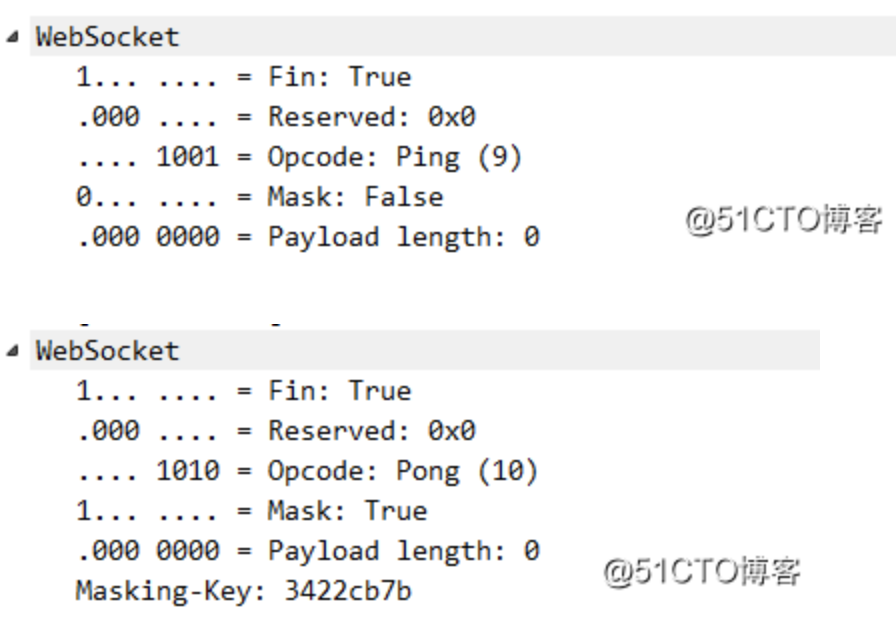 WebSocket
1... .... = Fin: True
.000 .... = Reserved: 0x0
.... 1001 = Opcode: Ping (9)
0... .... = Mask: False
@51CTO博客
.000 0000 = Payload length: 0
WebSocket
1... .... = Fin: True
.000 .... = Reserved: 0x0
.... 1010 = Opcode: Pong (10)
1... .... = Mask: True
.000 0000 = Payload length: 0
@51CTO博客
Masking-Key: 3422cb7b